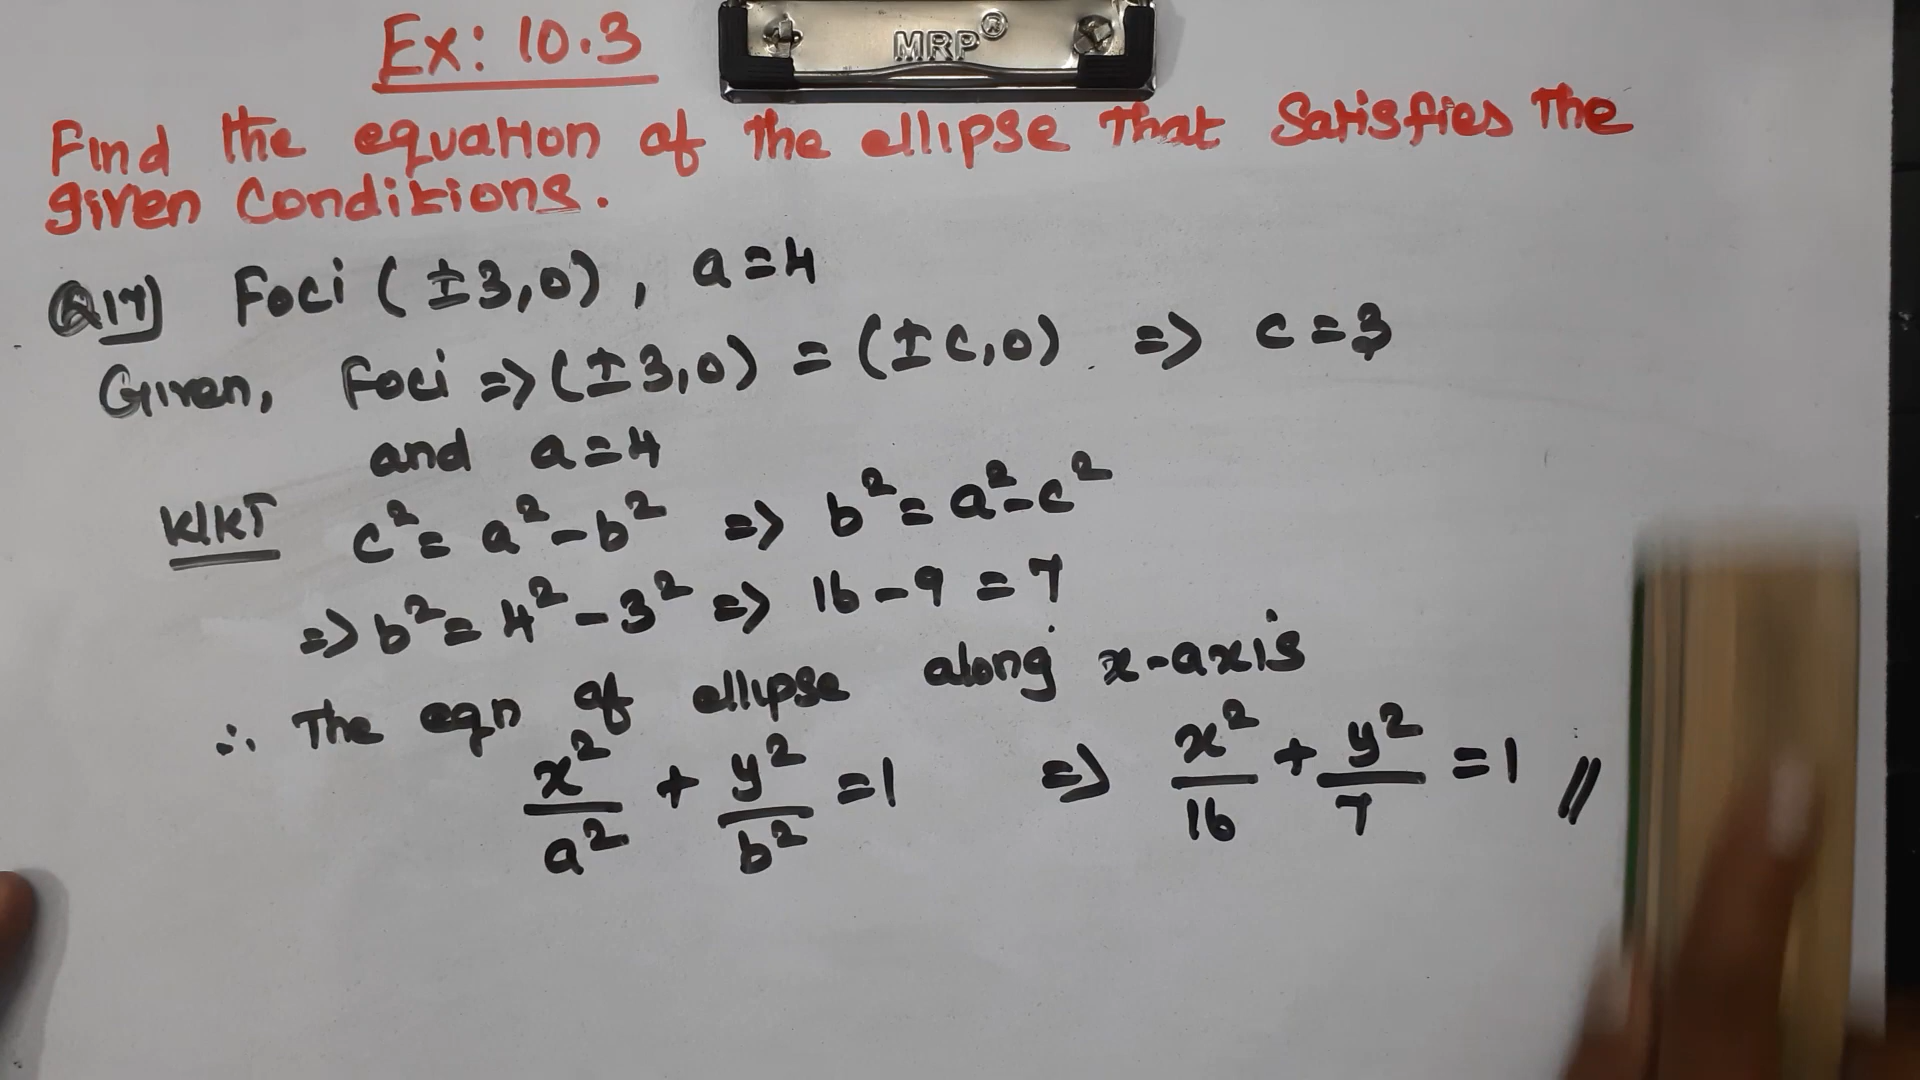 Ex: 10.3
MRP®
Find the equation of the ellipse that satisfies the
given conditions.
Q17) Foci (±3,0), a=4
Given, Foci => (±3,0) = (±c,0) => c=3
and a=4
WKT c²= a²-b² => b²= a²-c²
=> b²= 4²-3² => 16-9 = 7
∴ The eqn of ellipse along x-axis
x²/a² + y²/b² =1 => x²/16 + y²/7 =1 //